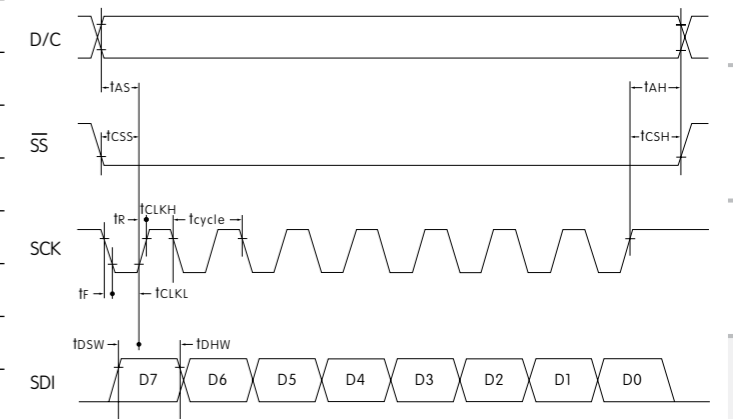 D/C
tAS
tAH
SS
tCSS
tCSH
tCLKH
tR
tcycle
SCK
tF
tCLKL
tDSW
tDHW
SDI
D7 D6 D5 D4 D3 D2 D1 D0